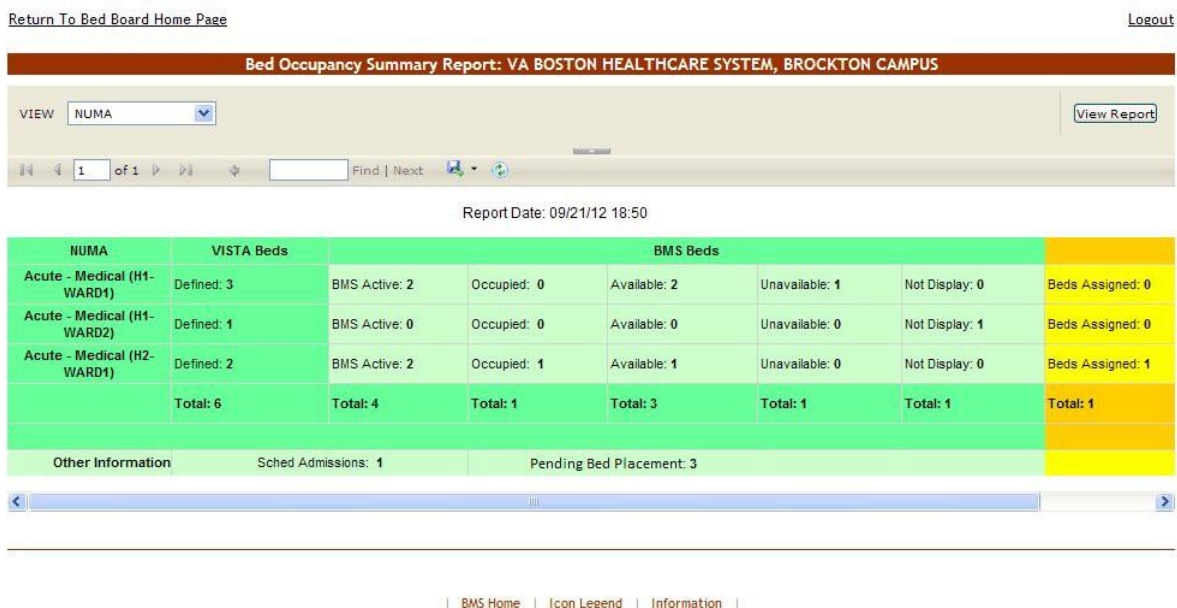 Return To Bed Board Home Page Logout
Bed Occupancy Summary Report: VA BOSTON HEALTHCARE SYSTEM, BROCKTON CAMPUS
VIEW NUMA View Report
1 of 1 Find | Next
Report Date: 09/21/12 18:50
NUMA VISTA Beds BMS Beds
Acute - Medical (H1-
WARD1) Defined: 3 BMS Active: 2 Occupied: 0 Available: 2 Unavailable: 1 Not Display: 0 Beds Assigned: 0
Acute - Medical (H1-
WARD2) Defined: 1 BMS Active: 0 Occupied: 0 Available: 0 Unavailable: 0 Not Display: 1 Beds Assigned: 0
Acute - Medical (H2-
WARD1) Defined: 2 BMS Active: 2 Occupied: 1 Available: 1 Unavailable: 0 Not Display: 0 Beds Assigned: 1
Total: 6 Total: 4 Total: 1 Total: 3 Total: 1 Total: 1 Total: 1
Other Information Sched Admissions: 1 Pending Bed Placement: 3
| BMS Home | Icon Legend | Information |